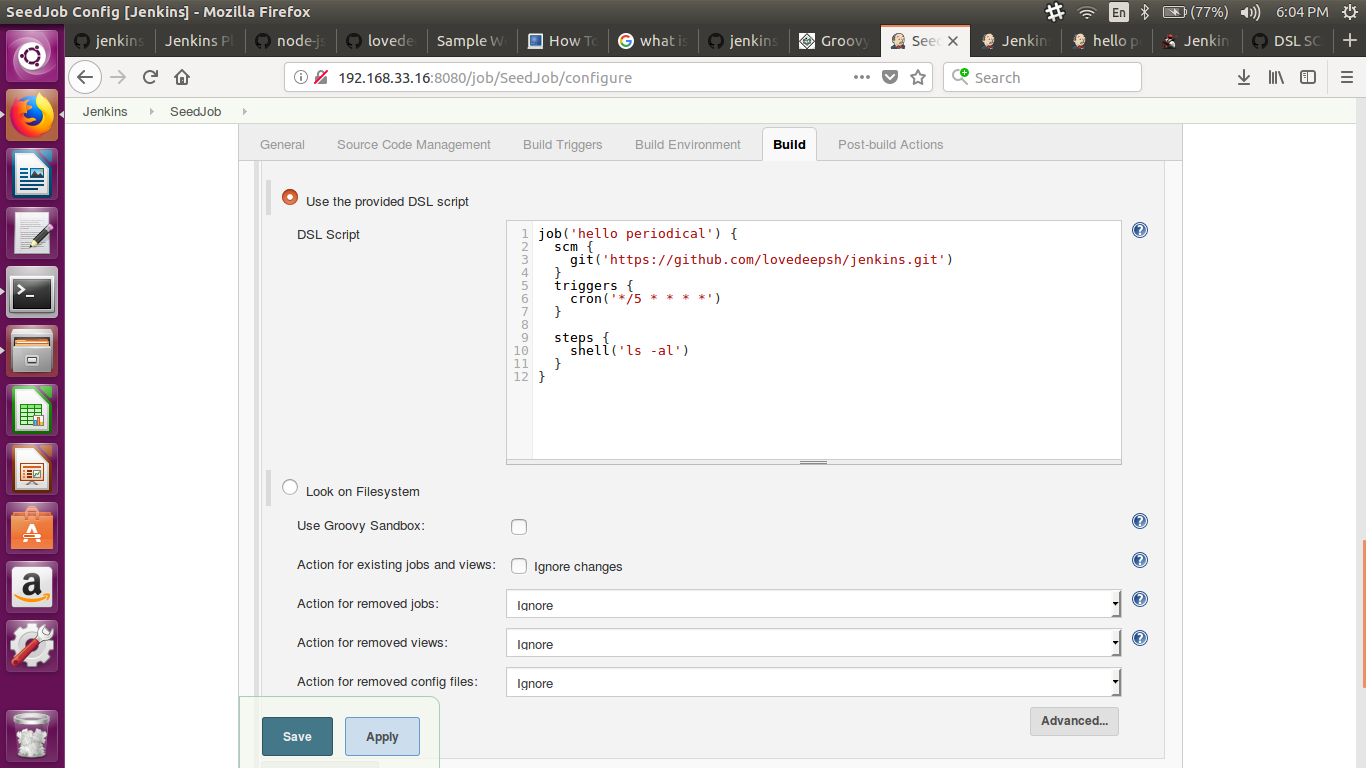 SeedJob Config [Jenkins] - Mozilla Firefox
En
(77%)
6:04 PM
jenkins
Jenkins Pl
node-js
lovede
Sample W
How To
what is
jenkins
Groovy
See
Jenkin
hello p
Jenkin
DSL SC
192.168.33.16:8080/job/SeedJob/configure
Search
Jenkins
SeedJob
General
Source Code Management
Build Triggers
Build Environment
Build
Post-build Actions
Use the provided DSL script
DSL Script
1 job('hello periodical') {
2 scm {
3 git('https://github.com/lovedeepsh/jenkins.git')
4 }
5 triggers {
6 cron('*/5 * * * *')
7 }
8
9 steps {
10 shell('ls -al')
11 }
12 }
Look on Filesystem
Use Groovy Sandbox:
Action for existing jobs and views:
Ignore changes
Action for removed jobs:
Ignore
Action for removed views:
Ignore
Action for removed config files:
Ignore
Advanced...
Save
Apply